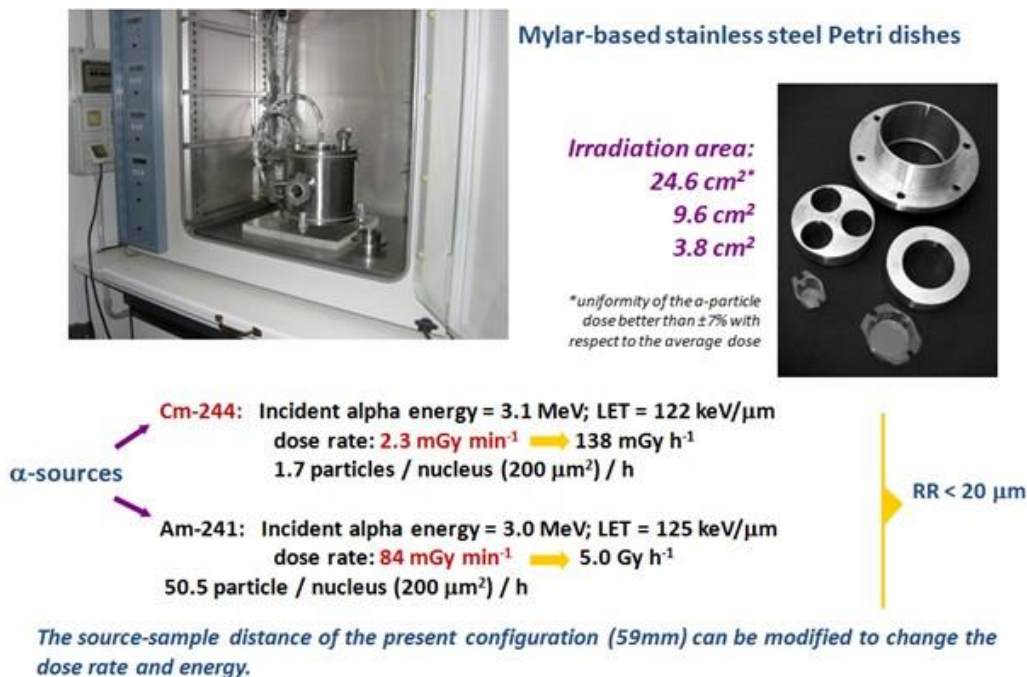 Mylar-based stainless steel Petri dishes
Irradiation area:
24.6 cm²*
9.6 cm²
3.8 cm²
*uniformity of the a-particle
dose better than ±7% with
respect to the average dose
Cm-244: Incident alpha energy = 3.1 MeV; LET = 122 keV/μm
dose rate: 2.3 mGy min⁻¹ 138 mGy h⁻¹
1.7 particles / nucleus (200 μm²) / h
α-sources
RR < 20 μm
Am-241: Incident alpha energy = 3.0 MeV; LET = 125 keV/μm
dose rate: 84 mGy min⁻¹ 5.0 Gy h⁻¹
50.5 particle / nucleus (200 μm²) / h
The source-sample distance of the present configuration (59mm) can be modified to change the
dose rate and energy.